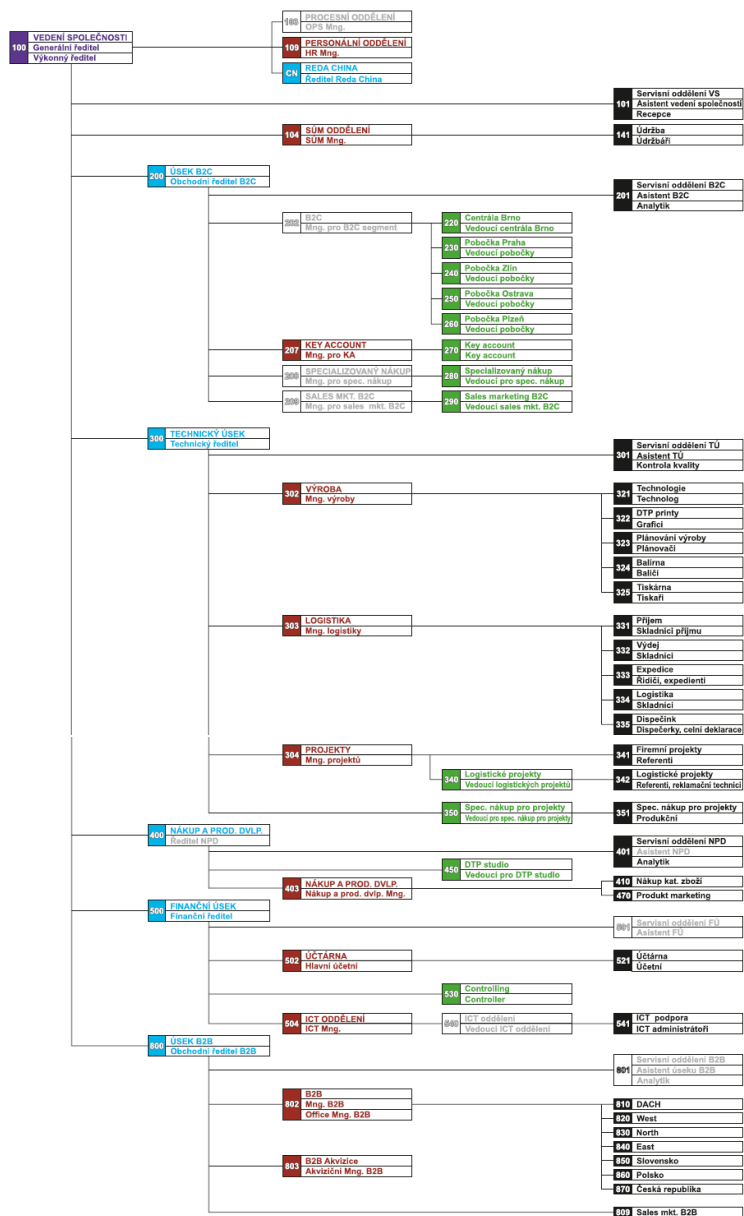 103
PROCESNÍ ODDĚLENÍ
OPS Mng.
100
VEDENÍ SPOLEČNOSTI
Generální ředitel
Výkonný ředitel
109
PERSONÁLNÍ ODDĚLENÍ
HR Mng.
CN
REDA CHINA
Ředitel Reda China
101
Servisní oddělení VS
Asistent vedení společnosti
Recepce
104
SÚM ODDĚLENÍ
SÚM Mng.
141
Údržba
Údržbáři
200
ÚSEK B2C
Obchodní ředitel B2C
201
Servisní oddělení B2C
Asistent B2C
Analytik
202
B2C
Mng. pro B2C segment
220
Centrála Brno
Vedoucí centrála Brno
230
Pobočka Praha
Vedoucí pobočky
240
Pobočka Zlín
Vedoucí pobočky
250
Pobočka Ostrava
Vedoucí pobočky
260
Pobočka Plzeň
Vedoucí pobočky
207
KEY ACCOUNT
Mng. pro KA
270
Key account
Key account
208
SPECIALIZOVANÝ NÁKUP
Mng. pro spec. nákup
280
Specializovaný nákup
Vedoucí pro spec. nákup
209
SALES MKT. B2C
Mng. pro sales mkt. B2C
290
Sales marketing B2C
Vedoucí sales mkt. B2C
300
TECHNICKÝ ÚSEK
Technický ředitel
301
Servisní oddělení TÚ
Asistent TÚ
Kontrola kvality
302
VÝROBA
Mng. výroby
321
Technologie
Technolog
322
DTP printy
Grafici
323
Plánování výroby
Plánovači
324
Balírna
Baliči
325
Tiskárna
Tiskaři
303
LOGISTIKA
Mng. logistiky
331
Příjem
Skladníci příjmu
332
Výdej
Skladníci
333
Expedice
Řidiči, expedienti
334
Logistika
Skladníci
335
Dispečink
Dispečerky, celní deklarace
304
PROJEKTY
Mng. projektů
341
Firemní projekty
Referenti
340
Logistické projekty
Vedoucí logistických projektů
342
Logistické projekty
Referenti, reklamační technici
350
Spec. nákup pro projekty
Vedoucí pro spec. nákup pro projekty
351
Spec. nákup pro projekty
Produkční
400
NÁKUP A PROD. DVLP.
Ředitel NPD
401
Servisní oddělení NPD
Asistent NPD
Analytik
450
DTP studio
Vedoucí pro DTP studio
403
NÁKUP A PROD. DVLP.
Nákup a prod. dvlp. Mng.
410
Nákup kat. zboží
470
Produkt marketing
500
FINANČNÍ ÚSEK
Finanční ředitel
501
Servisní oddělení FÚ
Asistent FÚ
502
ÚČTÁRNA
Hlavní účetní
521
Účtárna
Účetní
530
Controlling
Controller
504
ICT ODDĚLENÍ
ICT Mng.
540
ICT oddělení
Vedoucí ICT oddělení
541
ICT podpora
ICT administrátoři
800
ÚSEK B2B
Obchodní ředitel B2B
801
Servisní oddělení B2B
Asistent úseku B2B
Analytik
802
B2B
Mng. B2B
Office Mng. B2B
810 DACH
820 West
830 North
840 East
850 Slovensko
860 Polsko
870 Česká republika
803
B2B Akvizice
Akviziční Mng. B2B
809 Sales mkt. B2B